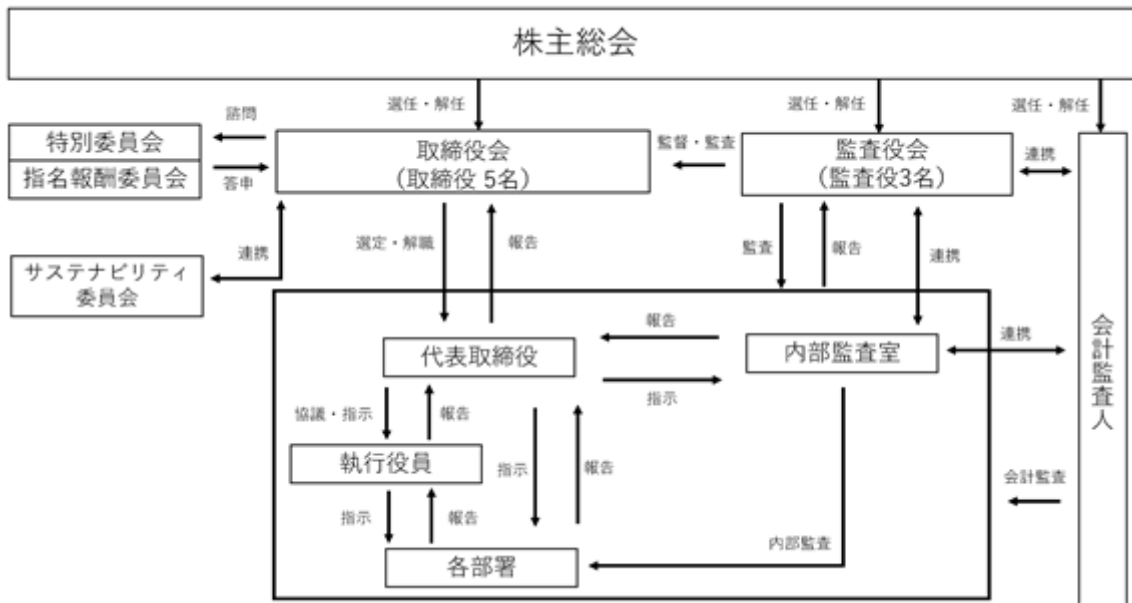 株主総会
選任・解任
選任・解任
選任・解任
諮問
特別委員会
指名報酬委員会
答申
取締役会
(取締役 5名)
監督・監査
監査役会
(監査役3名)
連携
連携
選定・解職
報告
監査
報告
連携
サステナビリティ
委員会
報告
代表取締役
内部監査室
連携
指示
会計監査人
協議・指示
報告
執行役員
指示
報告
会計監査
指示
報告
内部監査
各部署